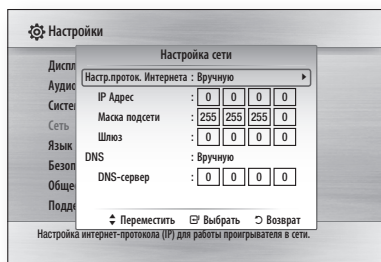 Настройки
Настройка сети
Диспл
Аудио
Систе
Сеть
Язык
Безоп
Общe
Подде
Настр.проток. Интернета : Вручную
IP Адрес : 0 0 0 0
Маска подсети : 255 255 255 0
Шлюз : 0 0 0 0
DNS : Вручную
DNS-сервер : 0 0 0 0
Переместить Выбрать Возврат
Настройка интернет-протокола (IP) для работы проигрывателя в сети.